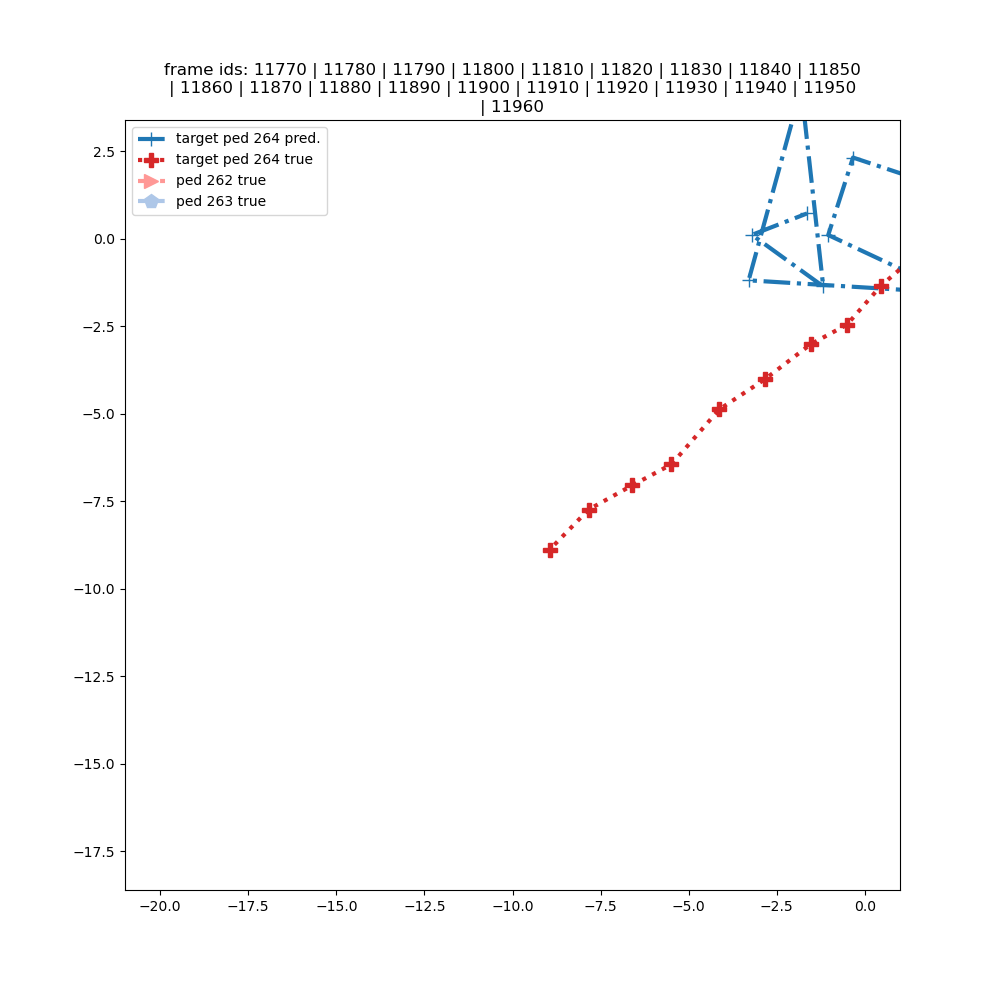 frame ids: 11770 | 11780 | 11790 | 11800 | 11810 | 11820 | 11830 | 11840 | 11850
| 11860 | 11870 | 11880 | 11890 | 11900 | 11910 | 11920 | 11930 | 11940 | 11950
| 11960
target ped 264 pred.
target ped 264 true
ped 262 true
ped 263 true
2.5
0.0
−2.5
−5.0
−7.5
−10.0
−12.5
−15.0
−17.5
−20.0 −17.5 −15.0 −12.5 −10.0 −7.5 −5.0 −2.5 0.0